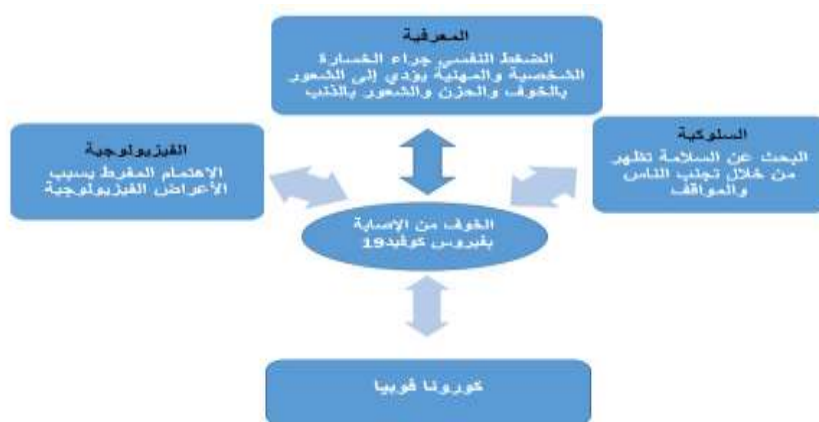 المعرفية
الضغط النفسي جراء الخسارة
الشخصية والمهنية يؤدي إلى الشعور
بالخوف والحزن والشعور بالذنب
السلوكية
البحث عن السلامة تظهر
من خلال تجنب الناس
والمواقف
الفيزيولوجية
الاهتمام المفرط بسبب
الأعراض الفيزيولوجية
الخوف من الإصابة
بفيروس كوفيد19
كورونا فوبيا